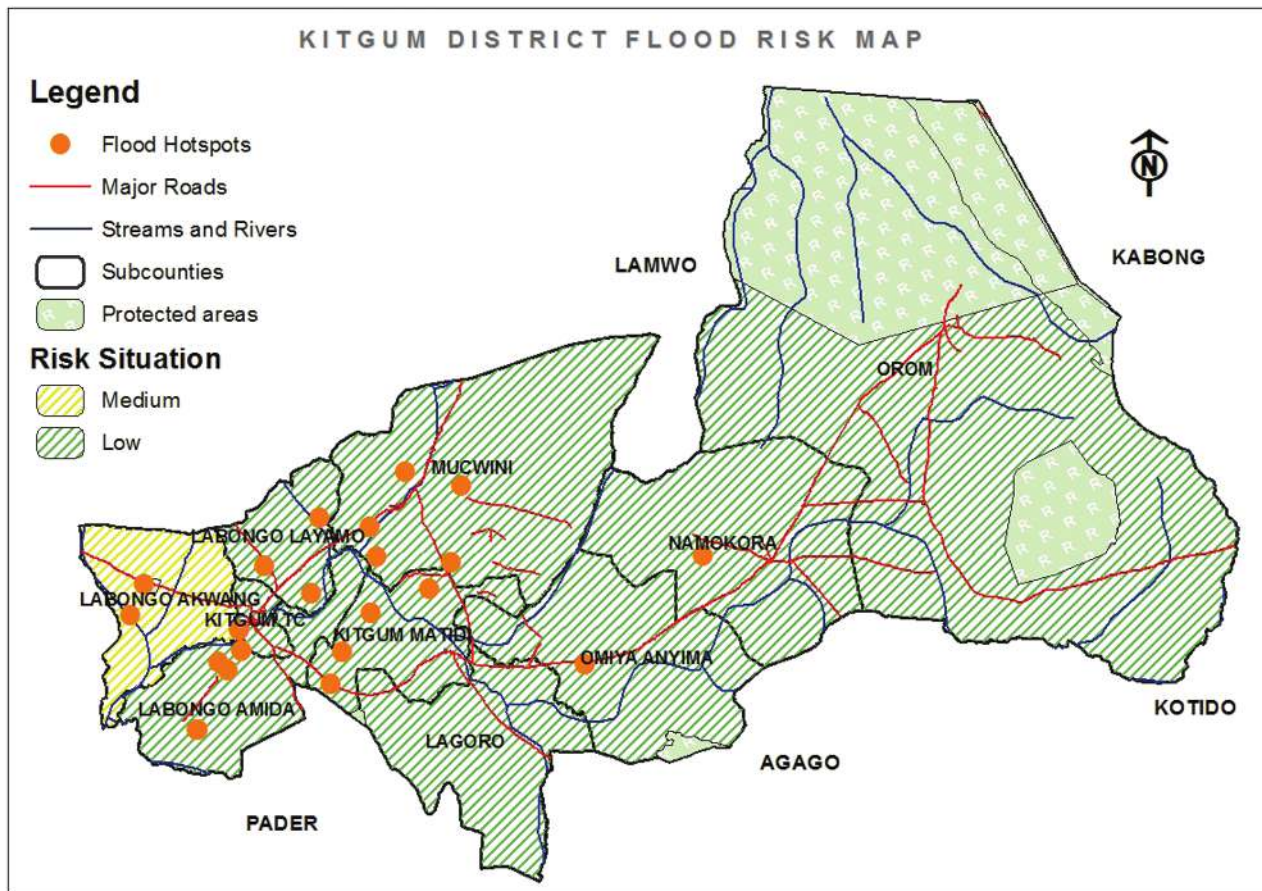 KITGUM DISTRICT FLOOD RISK MAP
Legend
Flood Hotspots
Major Roads
Streams and Rivers
Subcounties
Protected areas
Risk Situation
Medium
Low
N
LAMWO
KABONG
OROM
MUCWINI
LABONGO LAYAMO
NAMOKORA
LABONGO AKWANG
KITGUM TC
KITGUM MATIDI
OMIYA ANYIMA
LABONGO AMIDA
LAGORO
KOTIDO
AGAGO
PADER